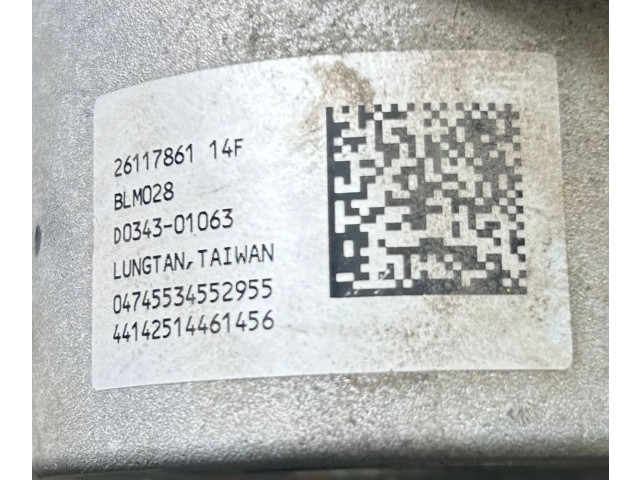 26117861 14F
BLM028
D0343-01063
LUNGTAN, TAIWAN
04745534552955
44142514461456